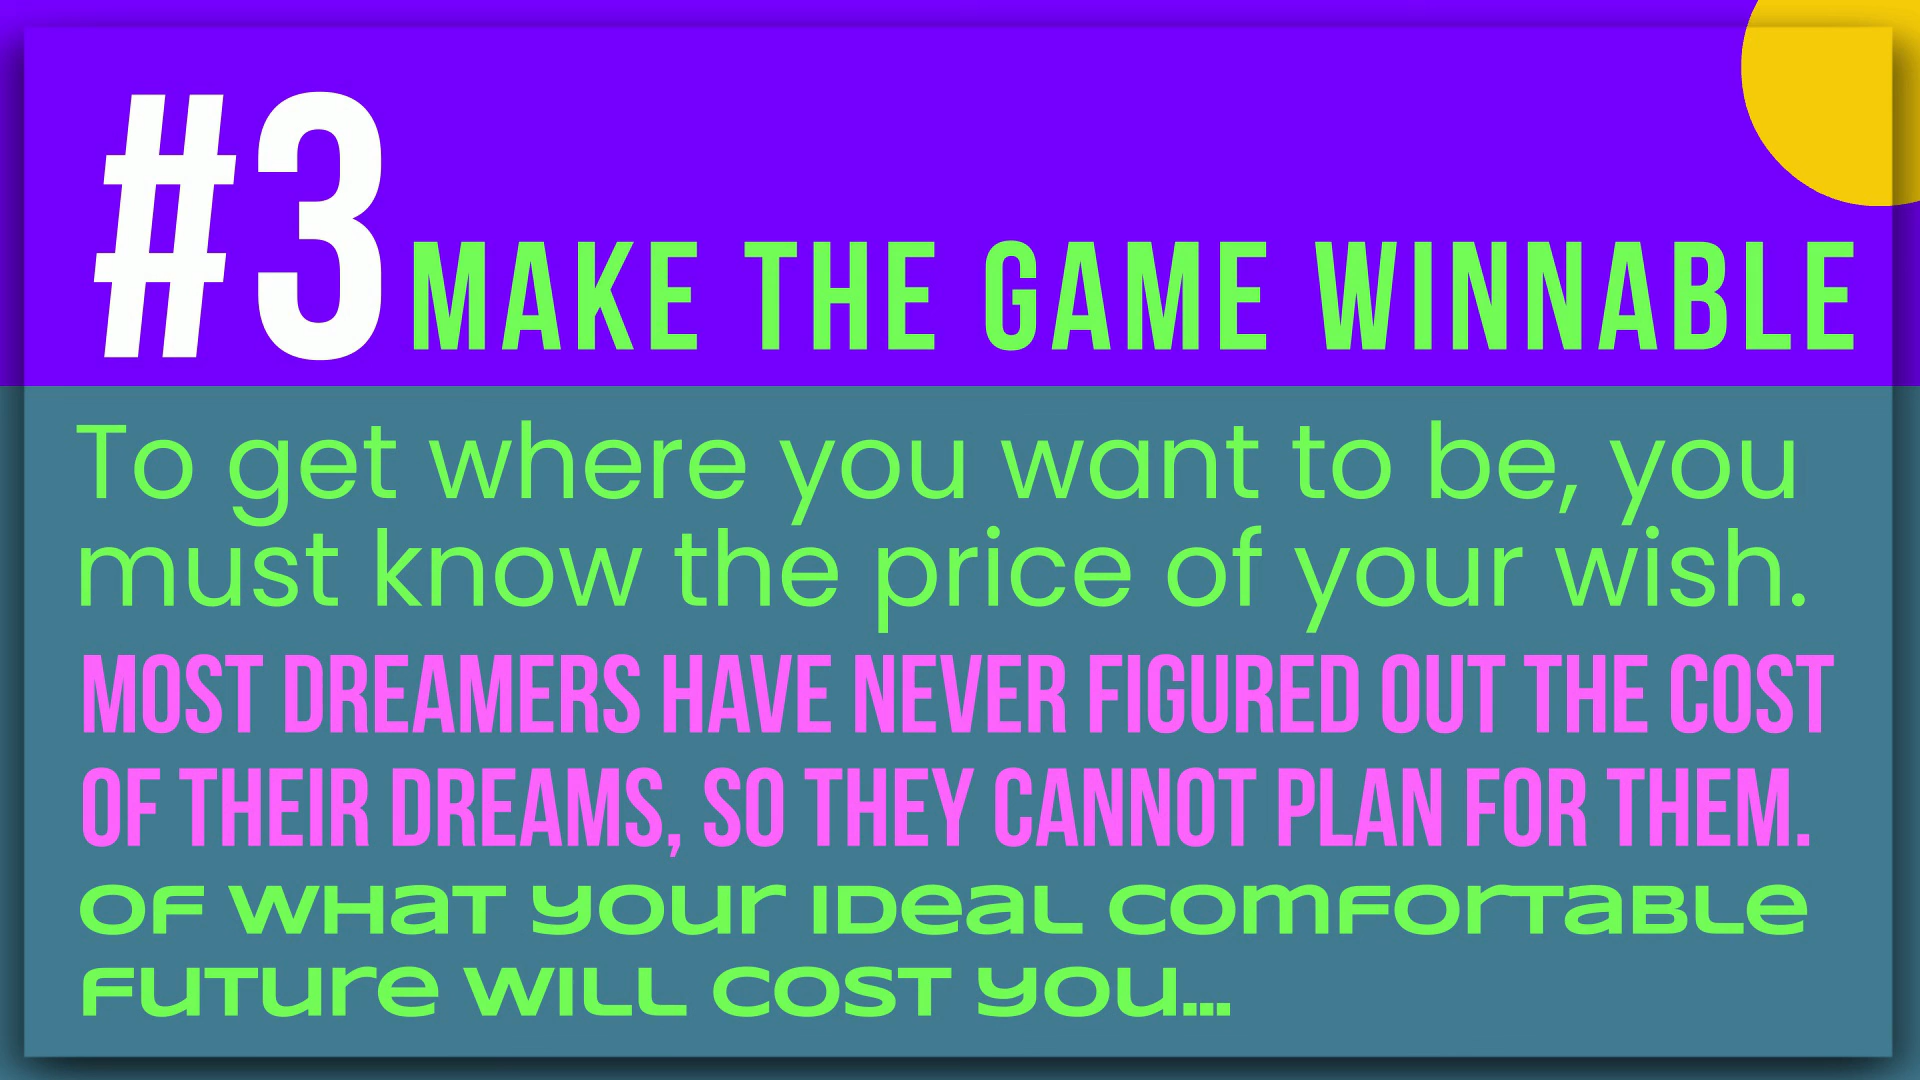 #3 MAKE THE GAME WINNABLE
To get where you want to be, you
must know the price of your wish.
MOST DREAMERS HAVE NEVER FIGURED OUT THE COST
OF THEIR DREAMS, SO THEY CANNOT PLAN FOR THEM.
OF WHAT YOUR IDEAL COMFORTABLE
FUTURE WILL COST YOU...